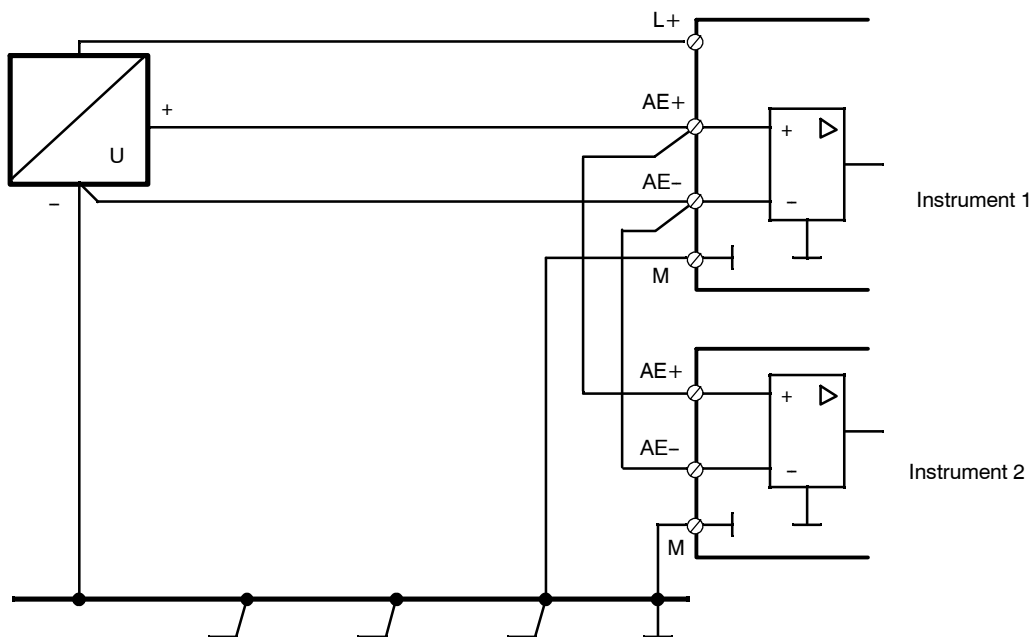 L+
+
AE+
+
U
AE–
–
–
Instrument 1
M
AE+
+
AE–
–
Instrument 2
M